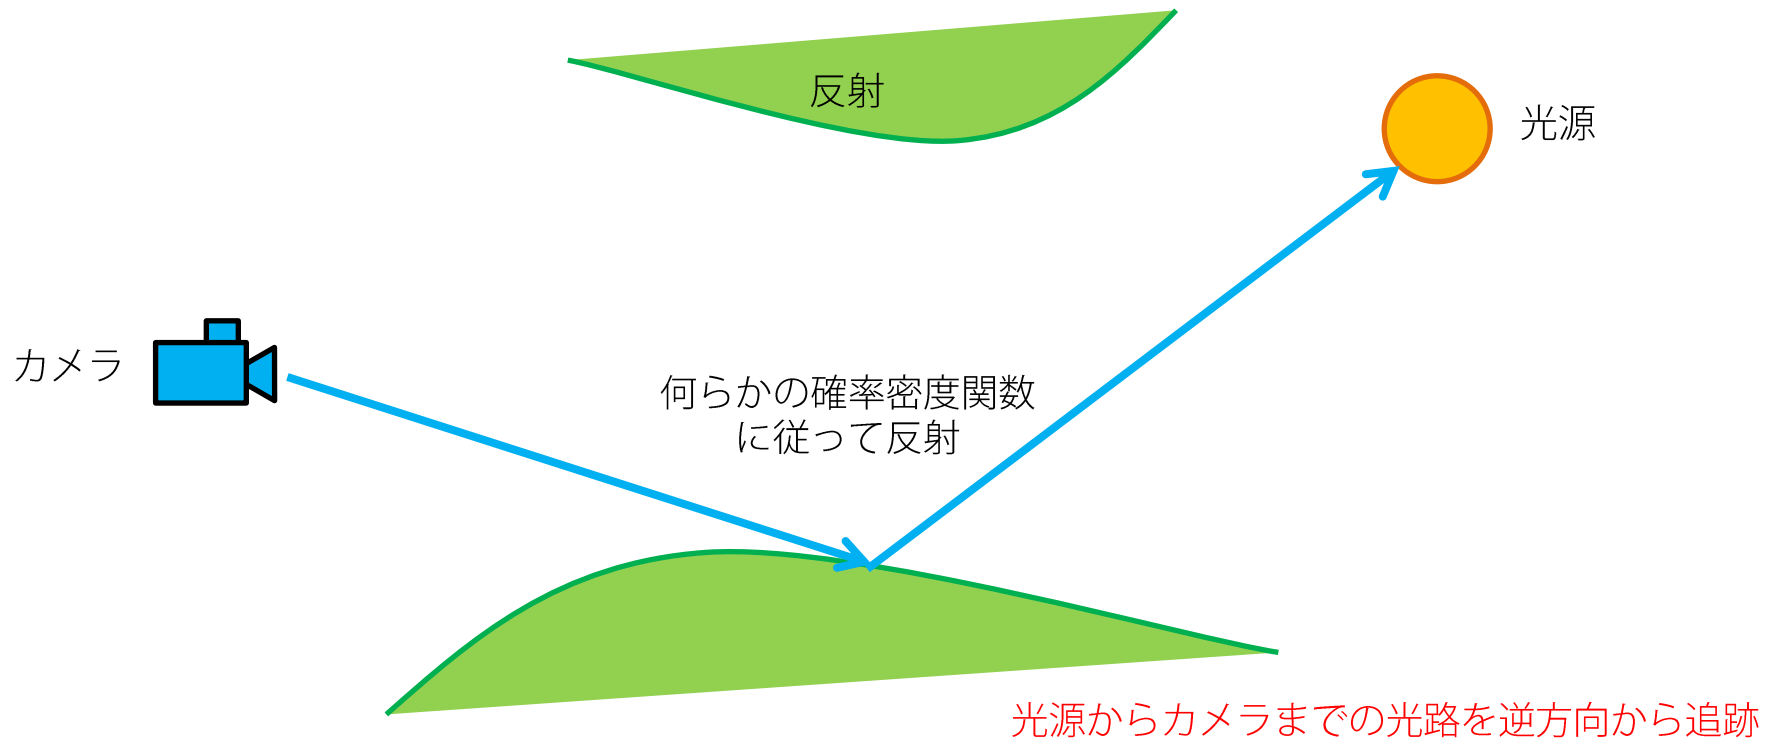 反射
光源
カメラ
何らかの確率密度関数
に従って反射
光源からカメラまでの光路を逆方向から追跡